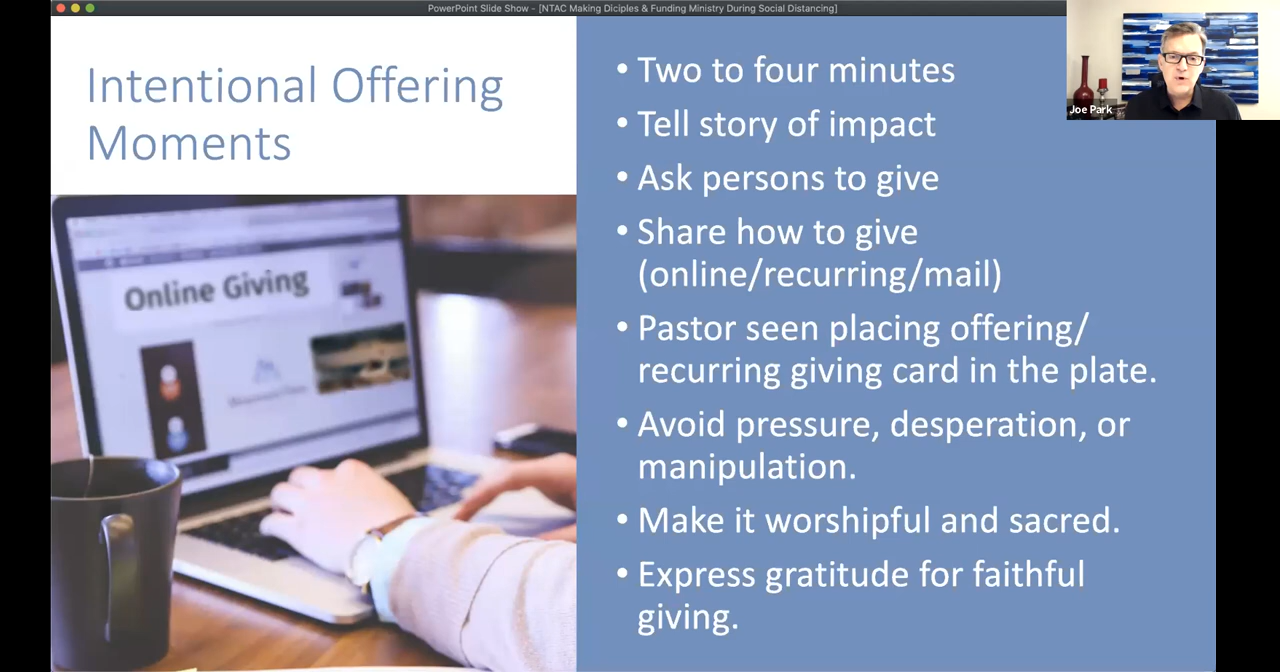 PowerPoint Slide Show - [NTAC Making Diciples & Funding Ministry During Social Distancing]
Intentional Offering
Moments
Online Giving
• Two to four minutes
• Tell story of impact
• Ask persons to give
• Share how to give
(online/recurring/mail)
• Pastor seen placing offering/
recurring giving card in the plate.
• Avoid pressure, desperation, or
manipulation.
• Make it worshipful and sacred.
• Express gratitude for faithful
giving.
Joe Park